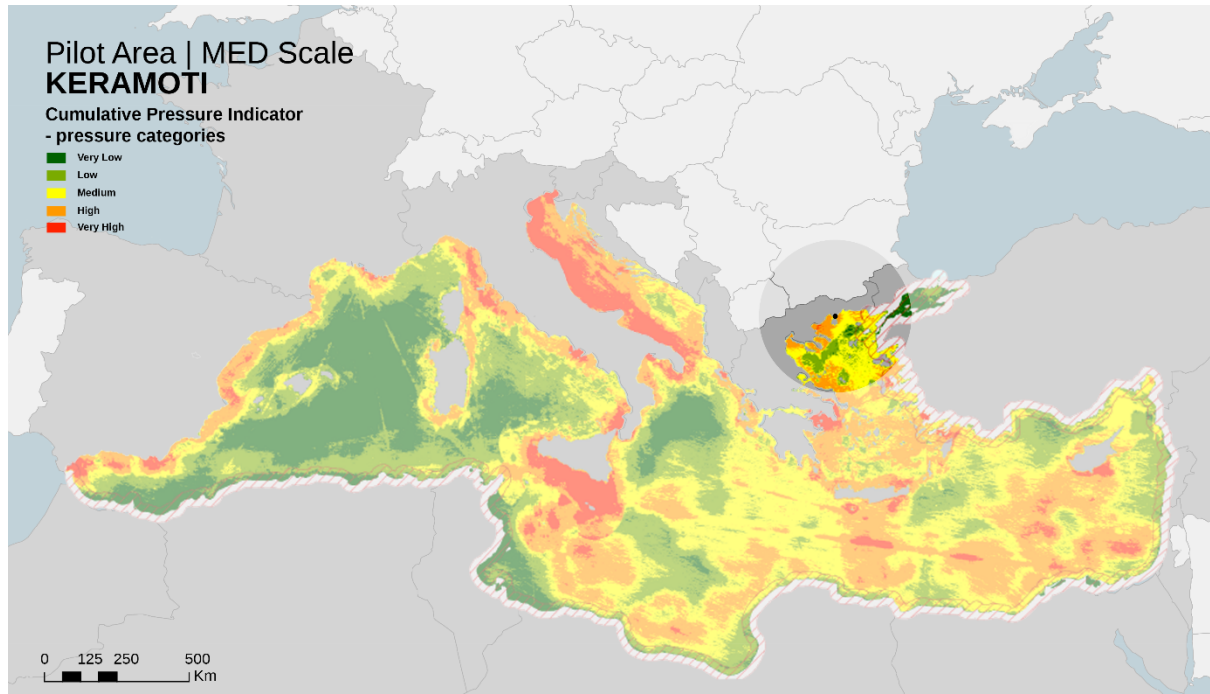 Pilot Area | MED Scale
KERAMOTI
Cumulative Pressure Indicator
- pressure categories
Very Low
Low
Medium
High
Very High
0 125 250 500
Km